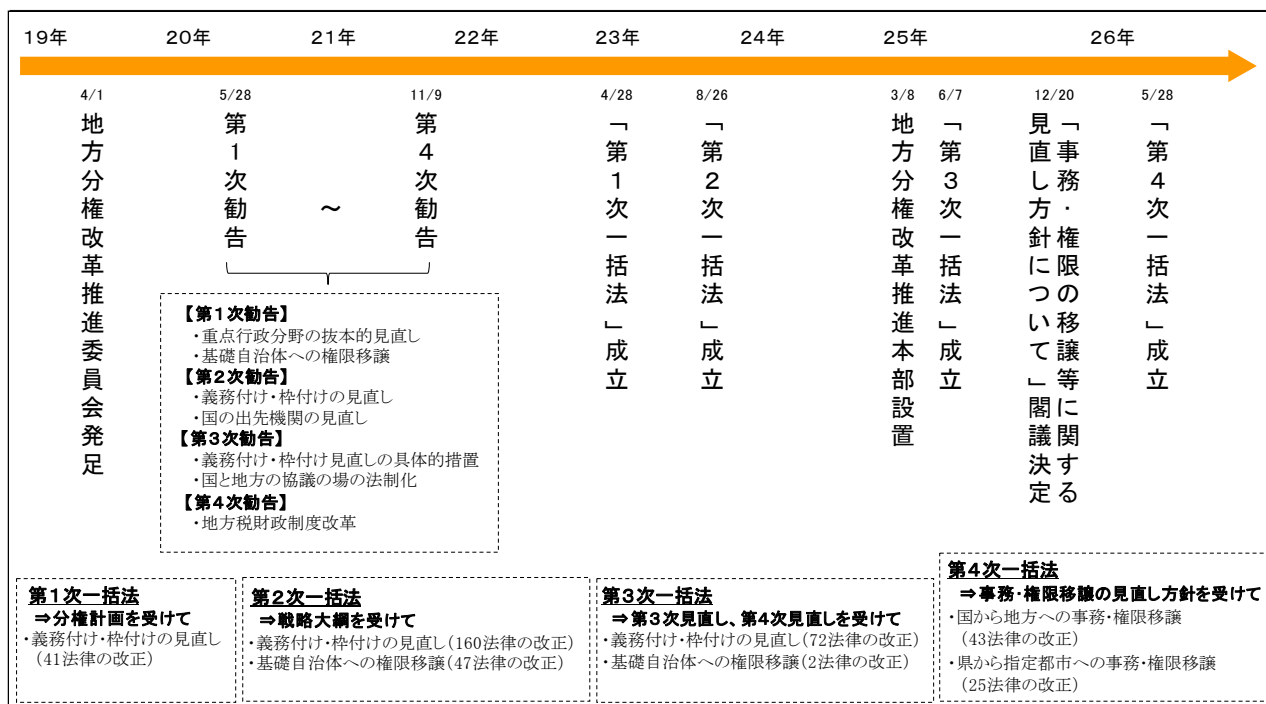 19年
20年
21年
22年
23年
24年
25年
26年
4/1
地方分権改革推進委員会発足
5/28
第1次勧告
～
11/9
第4次勧告
4/28
「第1次一括法」成立
8/26
「第2次一括法」成立
3/8
地方分権改革推進本部設置
6/7
「第3次一括法」成立
12/20
「事務・権限の移譲等に関する
見直し方針について」閣議決定
5/28
「第4次一括法」成立
【第1次勧告】
・重点行政分野の抜本的見直し
・基礎自治体への権限移譲
【第2次勧告】
・義務付け・枠付けの見直し
・国の出先機関の見直し
【第3次勧告】
・義務付け・枠付け見直しの具体的措置
・国と地方の協議の場の法制化
【第4次勧告】
・地方税財政制度改革
第1次一括法
⇒分権計画を受けて
・義務付け・枠付けの見直し
(41法律の改正)
第2次一括法
⇒戦略大綱を受けて
・義務付け・枠付けの見直し(160法律の改正)
・基礎自治体への権限移譲(47法律の改正)
第3次一括法
⇒第3次見直し、第4次見直しを受けて
・義務付け・枠付けの見直し(72法律の改正)
・基礎自治体への権限移譲(2法律の改正)
第4次一括法
⇒事務・権限移譲の見直し方針を受けて
・国から地方への事務・権限移譲
(43法律の改正)
・県から指定都市への事務・権限移譲
(25法律の改正)